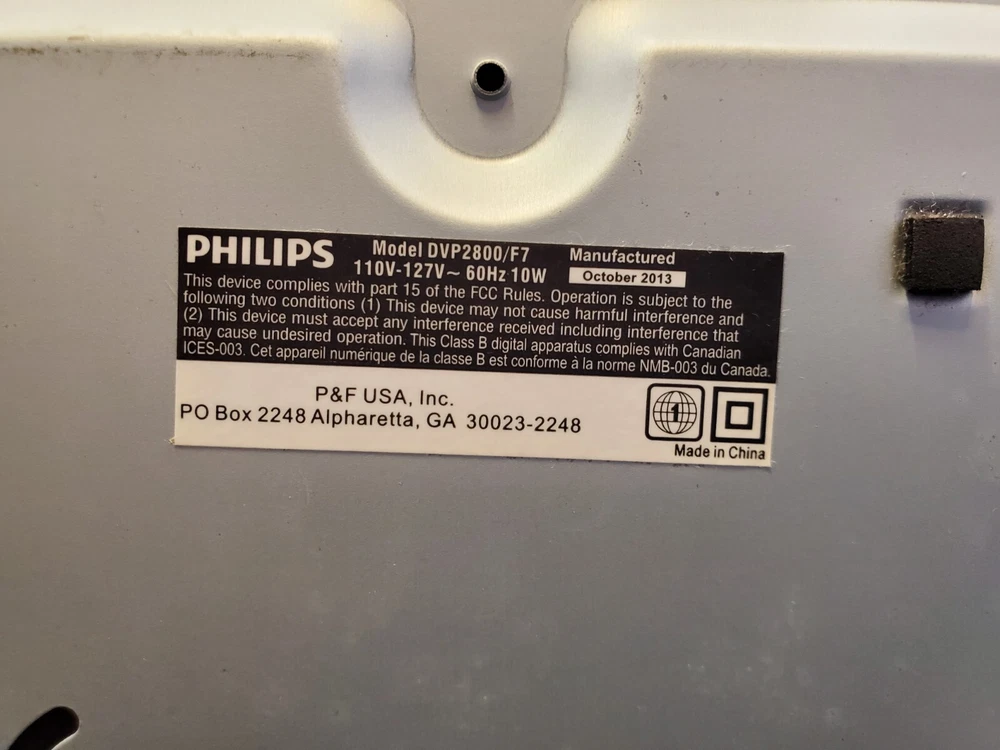 PHILIPS
Model DVP2800/F7
110V-127V~ 60Hz 10W
Manufactured
October 2013
This device complies with part 15 of the FCC Rules. Operation is subject to the
following two conditions (1) This device may not cause harmful interference and
(2) This device must accept any interference received including interference that
may cause undesired operation. This Class B digital apparatus complies with Canadian
ICES-003. Cet appareil numérique de la classe B est conforme à la norme NMB-003 du Canada.
P&F USA, Inc.
PO Box 2248 Alpharetta, GA 30023-2248
1
Made in China